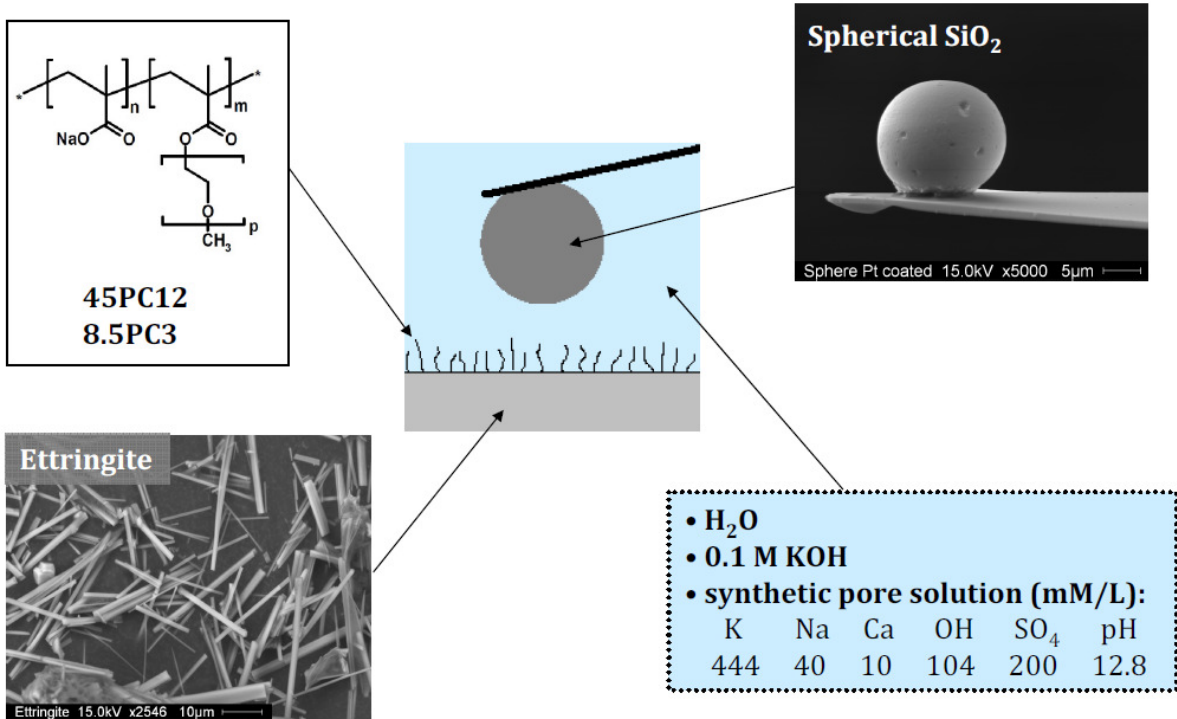 *
n
m
*
NaO
O
O
O
O
p
CH₃
45PC12
8.5PC3
Spherical SiO₂
Sphere Pt coated 15.0kV x5000 5µm
Ettringite
Ettringite 15.0kV x2546 10µm
• H₂O
• 0.1 M KOH
• synthetic pore solution (mM/L):
K Na Ca OH SO₄ pH
444 40 10 104 200 12.8